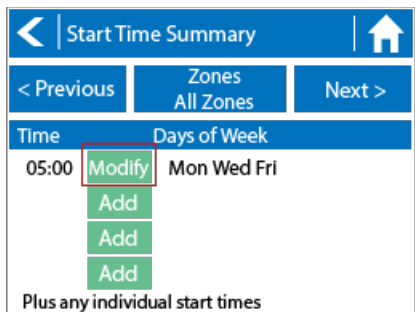 Start Time Summary
< Previous
Zones
All Zones
Next >
Time Days of Week
05:00 Modify Mon Wed Fri
Add
Add
Add
Plus any individual start times